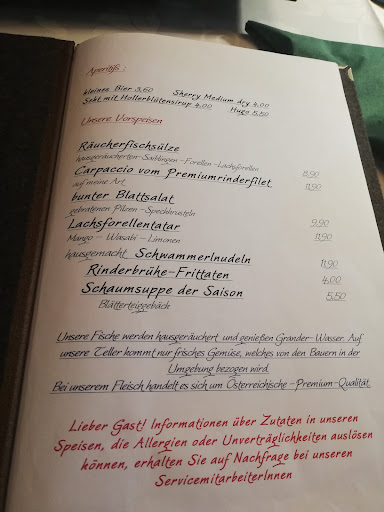 Aperitifs :
kleines Bier 3,60 Sherry Medium dry 4,00
Sekt mit Hollerblütensirup 4,00 Hugo 5,50
Unsere Vorspeisen
Räucherfischsülze
hausgeräucherten-Saiblingen-Forellen-Lachsforellen
Carpaccio vom Premiumrinderfilet 11,90
auf meine Art 11,90
bunter Blattsalat
gebratenen Pilzen-Speckkrusteln
Lachsforellentatar 9,90
Mango - Wasabi - Limonen 11,90
hausgemacht Schwammerlnudeln
Rinderbrühe-Frittaten 11,90
Schaumsuppe der Saison 4,00
Blätterteiggebäck 5,50
Unsere Fische werden hausgeräuchert und genießen Grander-Wasser. Auf
unsere Teller kommt nur frisches Gemüse, welches von den Bauern in der
Umgebung bezogen wird
Bei unserem Fleisch handelt es sich um Österreichische -Premium-Qualität
Lieber Gast! Informationen über Zutaten in unseren
Speisen, die Allergien oder Unverträglichkeiten auslösen
können, erhalten Sie auf Nachfrage bei unseren
ServicemitarbeiterInnen